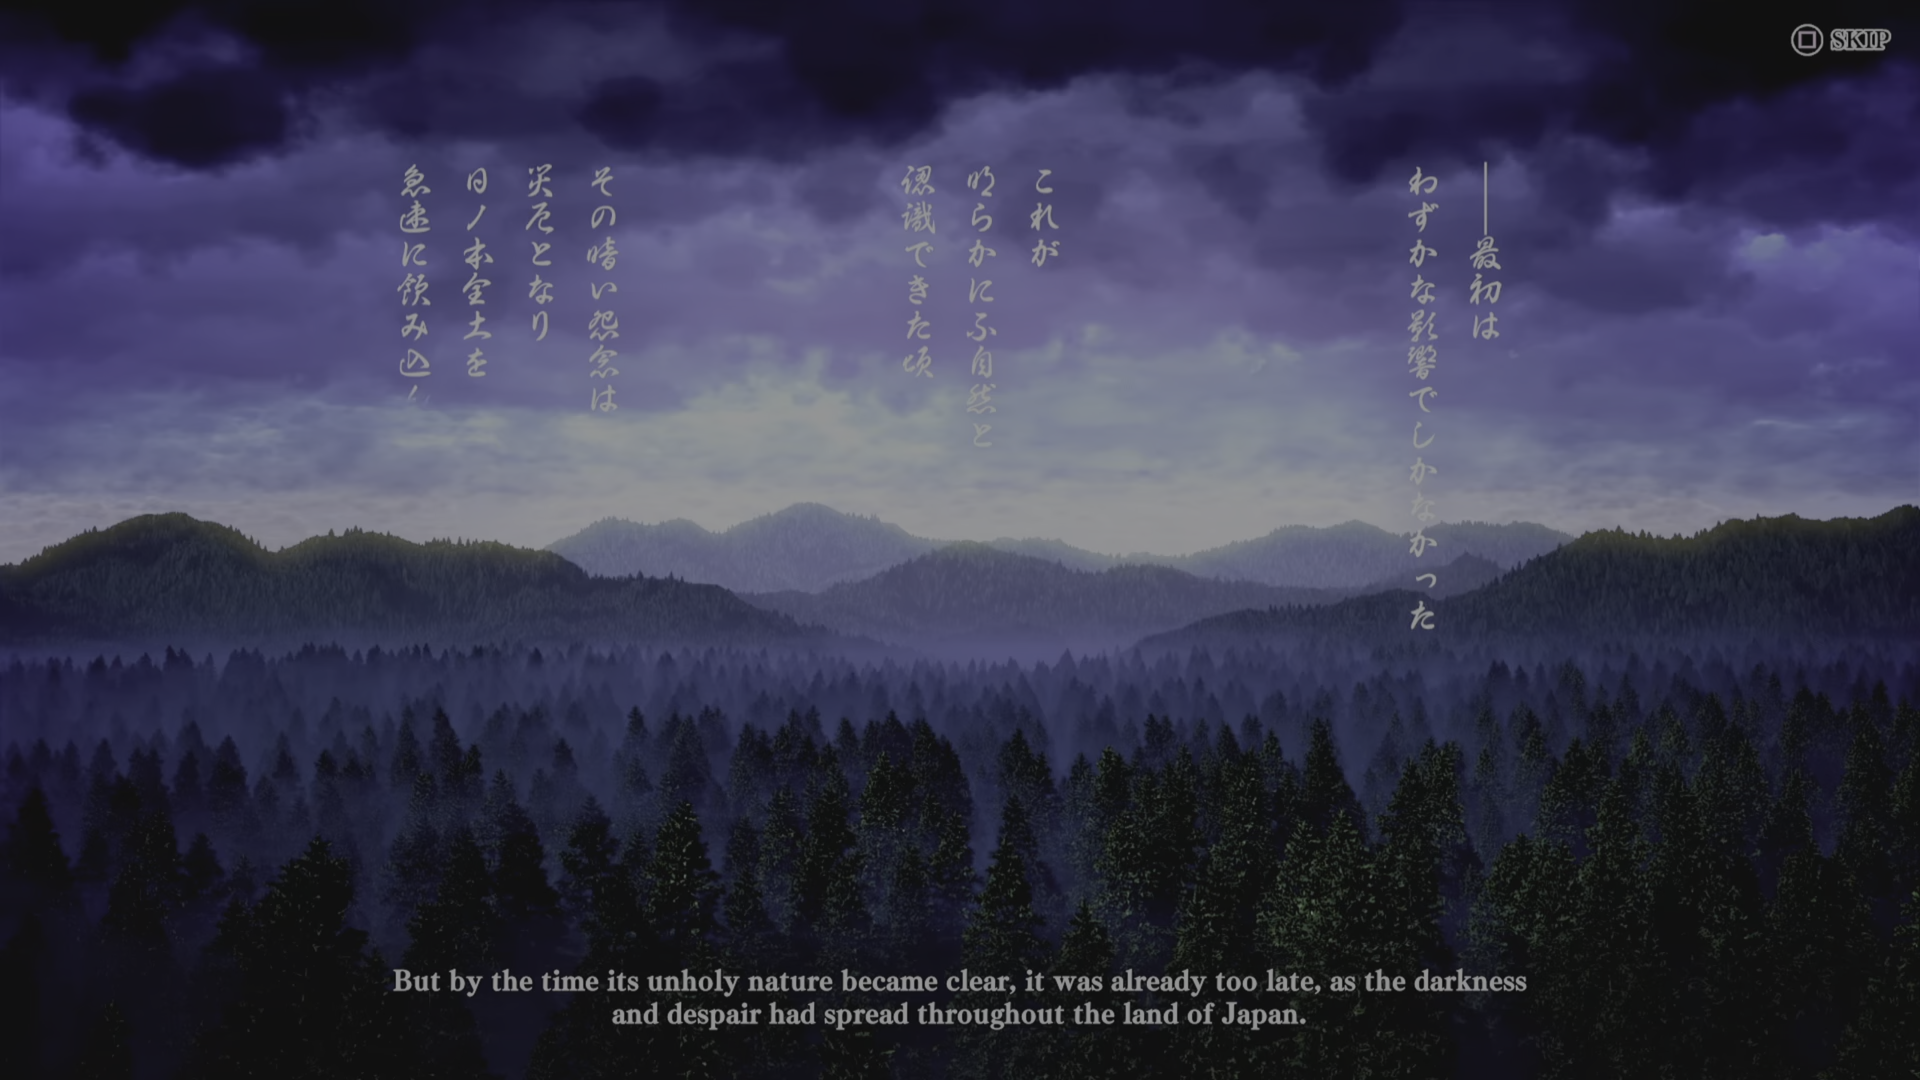 SKIP
――最初は
わずかな影響でしかなかった
これが
明らかにふ自然と
認識できた頃
その暗い怨念は
災厄となり
日ノ本全土を
急速に飲み込
But by the time its unholy nature became clear, it was already too late, as the darkness
and despair had spread throughout the land of Japan.